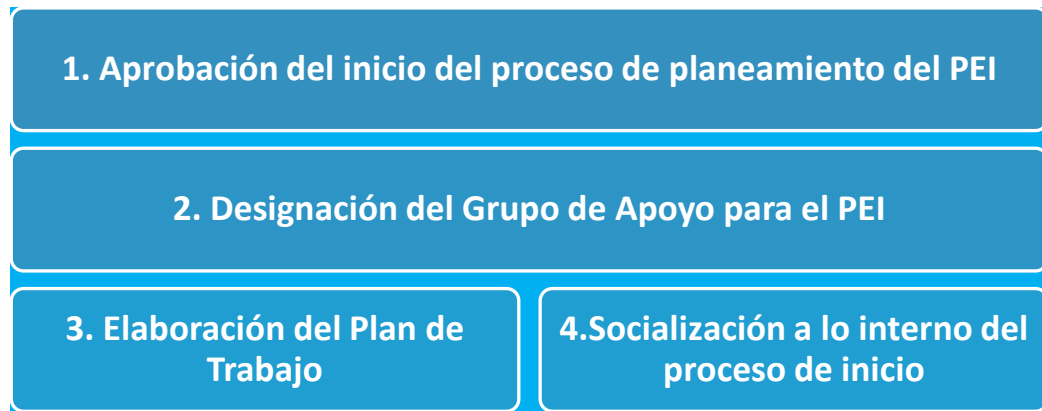 1. Aprobación del inicio del proceso de planeamiento del PEI
2. Designación del Grupo de Apoyo para el PEI
3. Elaboración del Plan de
Trabajo
4.Socialización a lo interno del
proceso de inicio